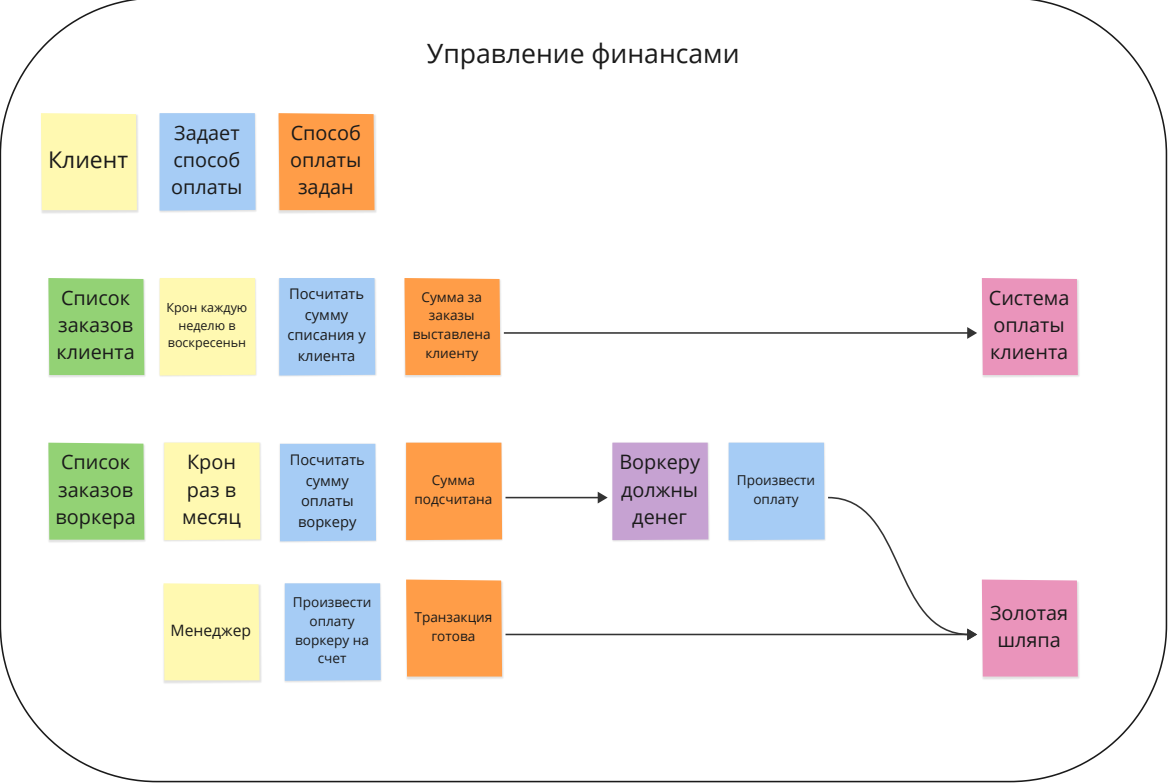 Управление финансами
Клиент
Задает
способ
оплаты
Способ
оплаты
задан
Список
заказов
клиента
Крон каждую
неделю в
воскресеньн
Посчитать
сумму
списания у
клиента
Сумма за
заказы
выставлена
клиенту
Система
оплаты
клиента
Список
заказов
воркера
Крон
раз в
месяц
Посчитать
сумму
оплаты
воркеру
Сумма
подсчитана
Воркеру
должны
денег
Произвести
оплату
Менеджер
Произвести
оплату
воркеру на
счет
Транзакция
готова
Золотая
шляпа